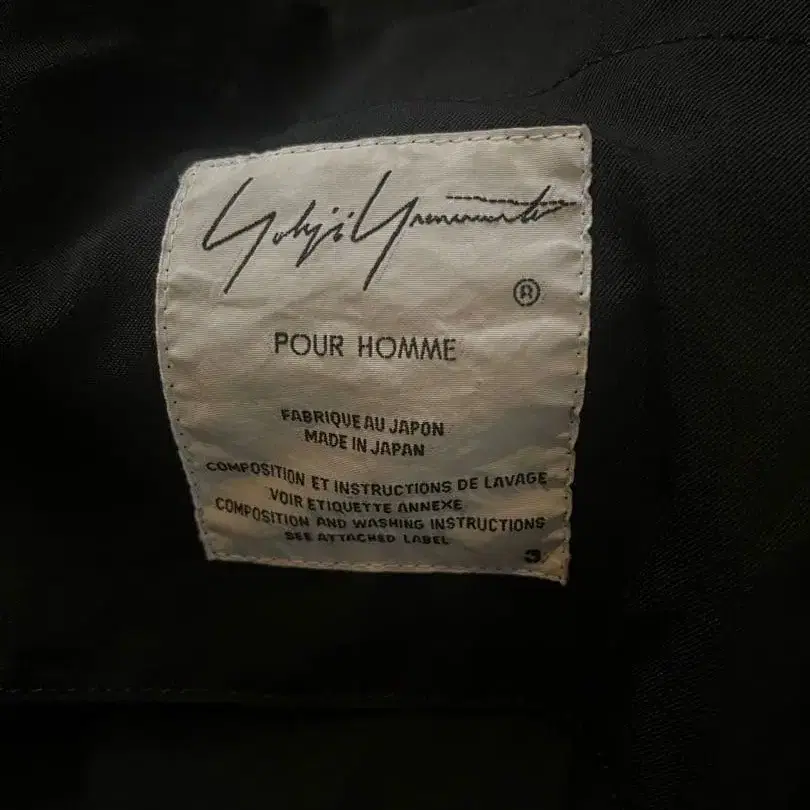 Yohji Yamamoto
®
POUR HOMME
FABRIQUE AU JAPON
MADE IN JAPAN
COMPOSITION ET INSTRUCTIONS DE LAVAGE
VOIR ETIQUETTE ANNEXE
COMPOSITION AND WASHING INSTRUCTIONS
SEE ATTACHED LABEL
3